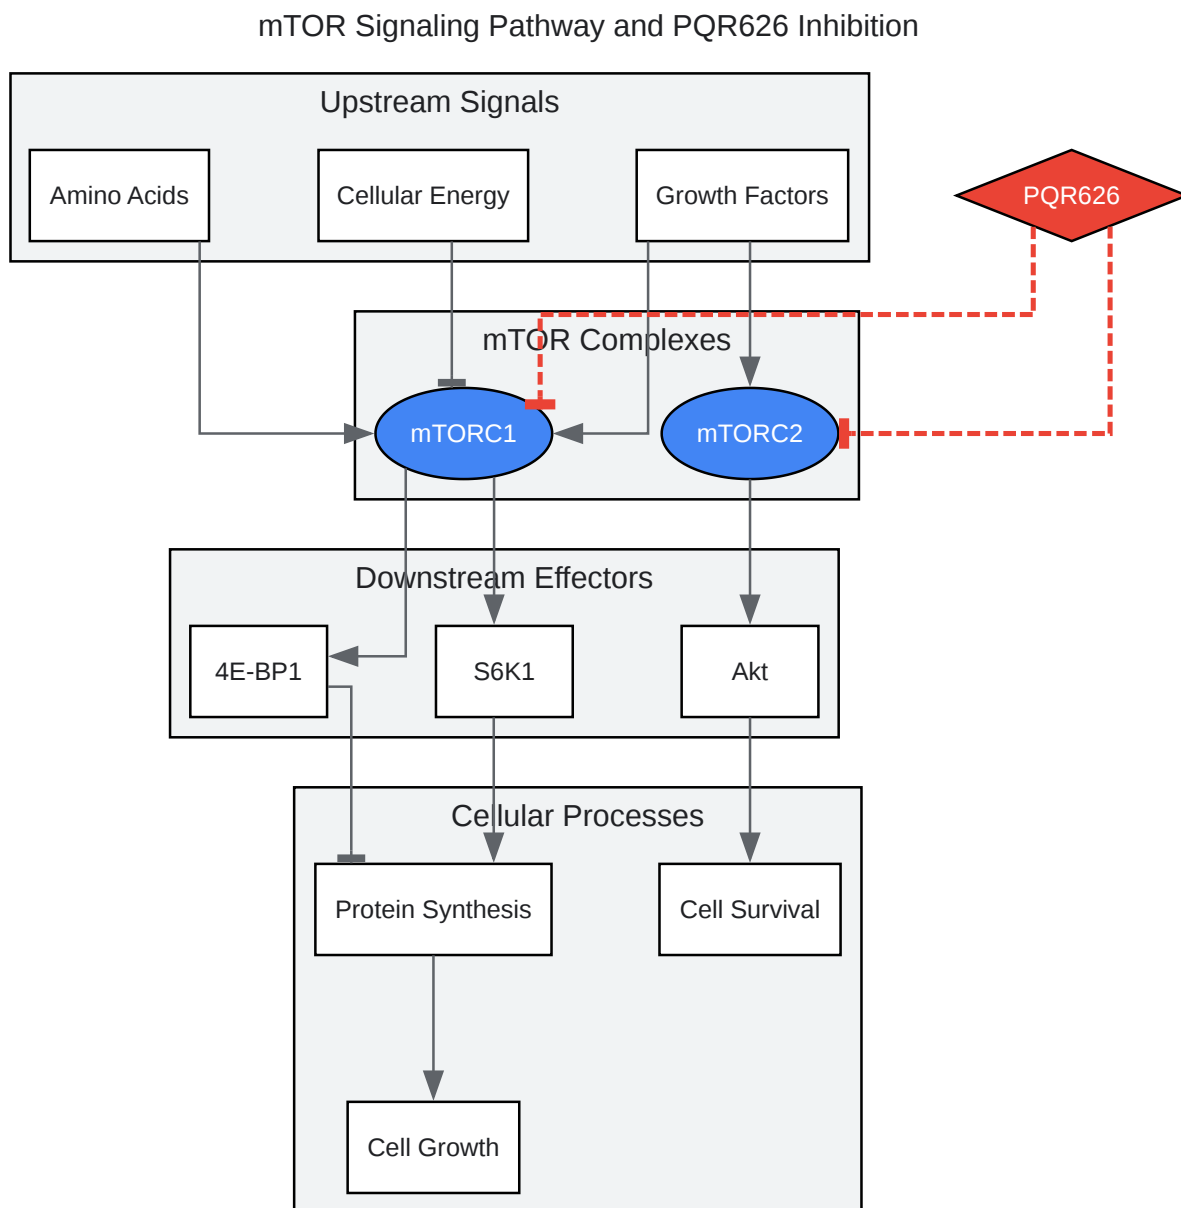 mTOR Signaling Pathway and PQR626 Inhibition
Upstream Signals
Amino Acids
Cellular Energy
Growth Factors
PQR626
mTOR Complexes
mTORC1
mTORC2
Downstream Effectors
4E-BP1
S6K1
Akt
Cellular Processes
Protein Synthesis
Cell Survival
Cell Growth